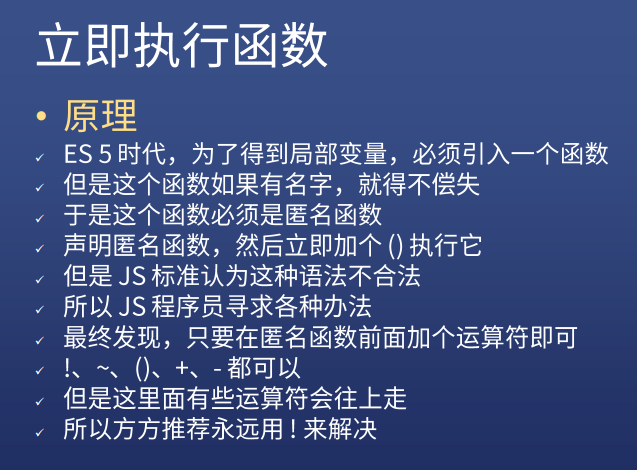 立即执行函数
• 原理
✓ ES 5 时代，为了得到局部变量，必须引入一个函数
✓ 但是这个函数如果有名字，就得不偿失
✓ 于是这个函数必须是匿名函数
✓ 声明匿名函数，然后立即加个 () 执行它
✓ 但是 JS 标准认为这种语法不合法
✓ 所以 JS 程序员寻求各种办法
✓ 最终发现，只要在匿名函数前面加个运算符即可
✓ !、~、()、+、- 都可以
✓ 但是这里面有些运算符会往上走
✓ 所以方方推荐永远用 ! 来解决